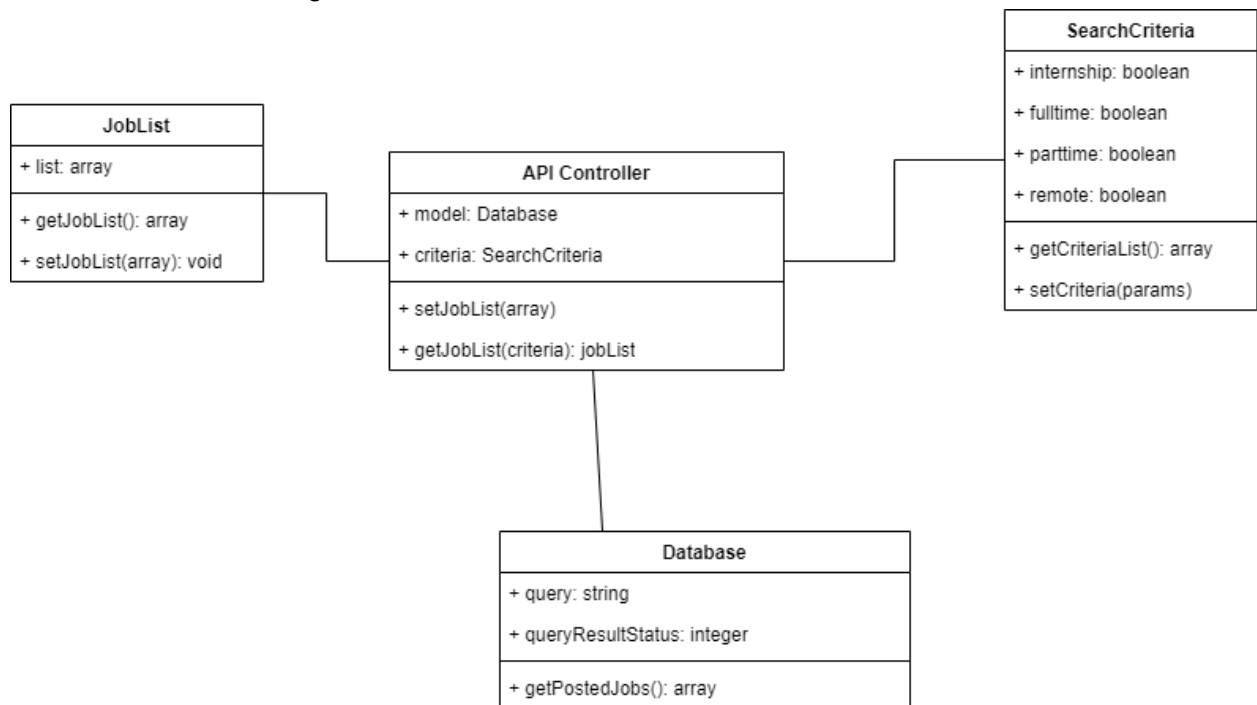 JobList
+ list: array
+ getJobList(): array
+ setJobList(array): void
API Controller
+ model: Database
+ criteria: SearchCriteria
+ setJobList(array)
+ getJobList(criteria): jobList
SearchCriteria
+ internship: boolean
+ fulltime: boolean
+ parttime: boolean
+ remote: boolean
+ getCriteriaList(): array
+ setCriteria(params)
Database
+ query: string
+ queryResultStatus: integer
+ getPostedJobs(): array